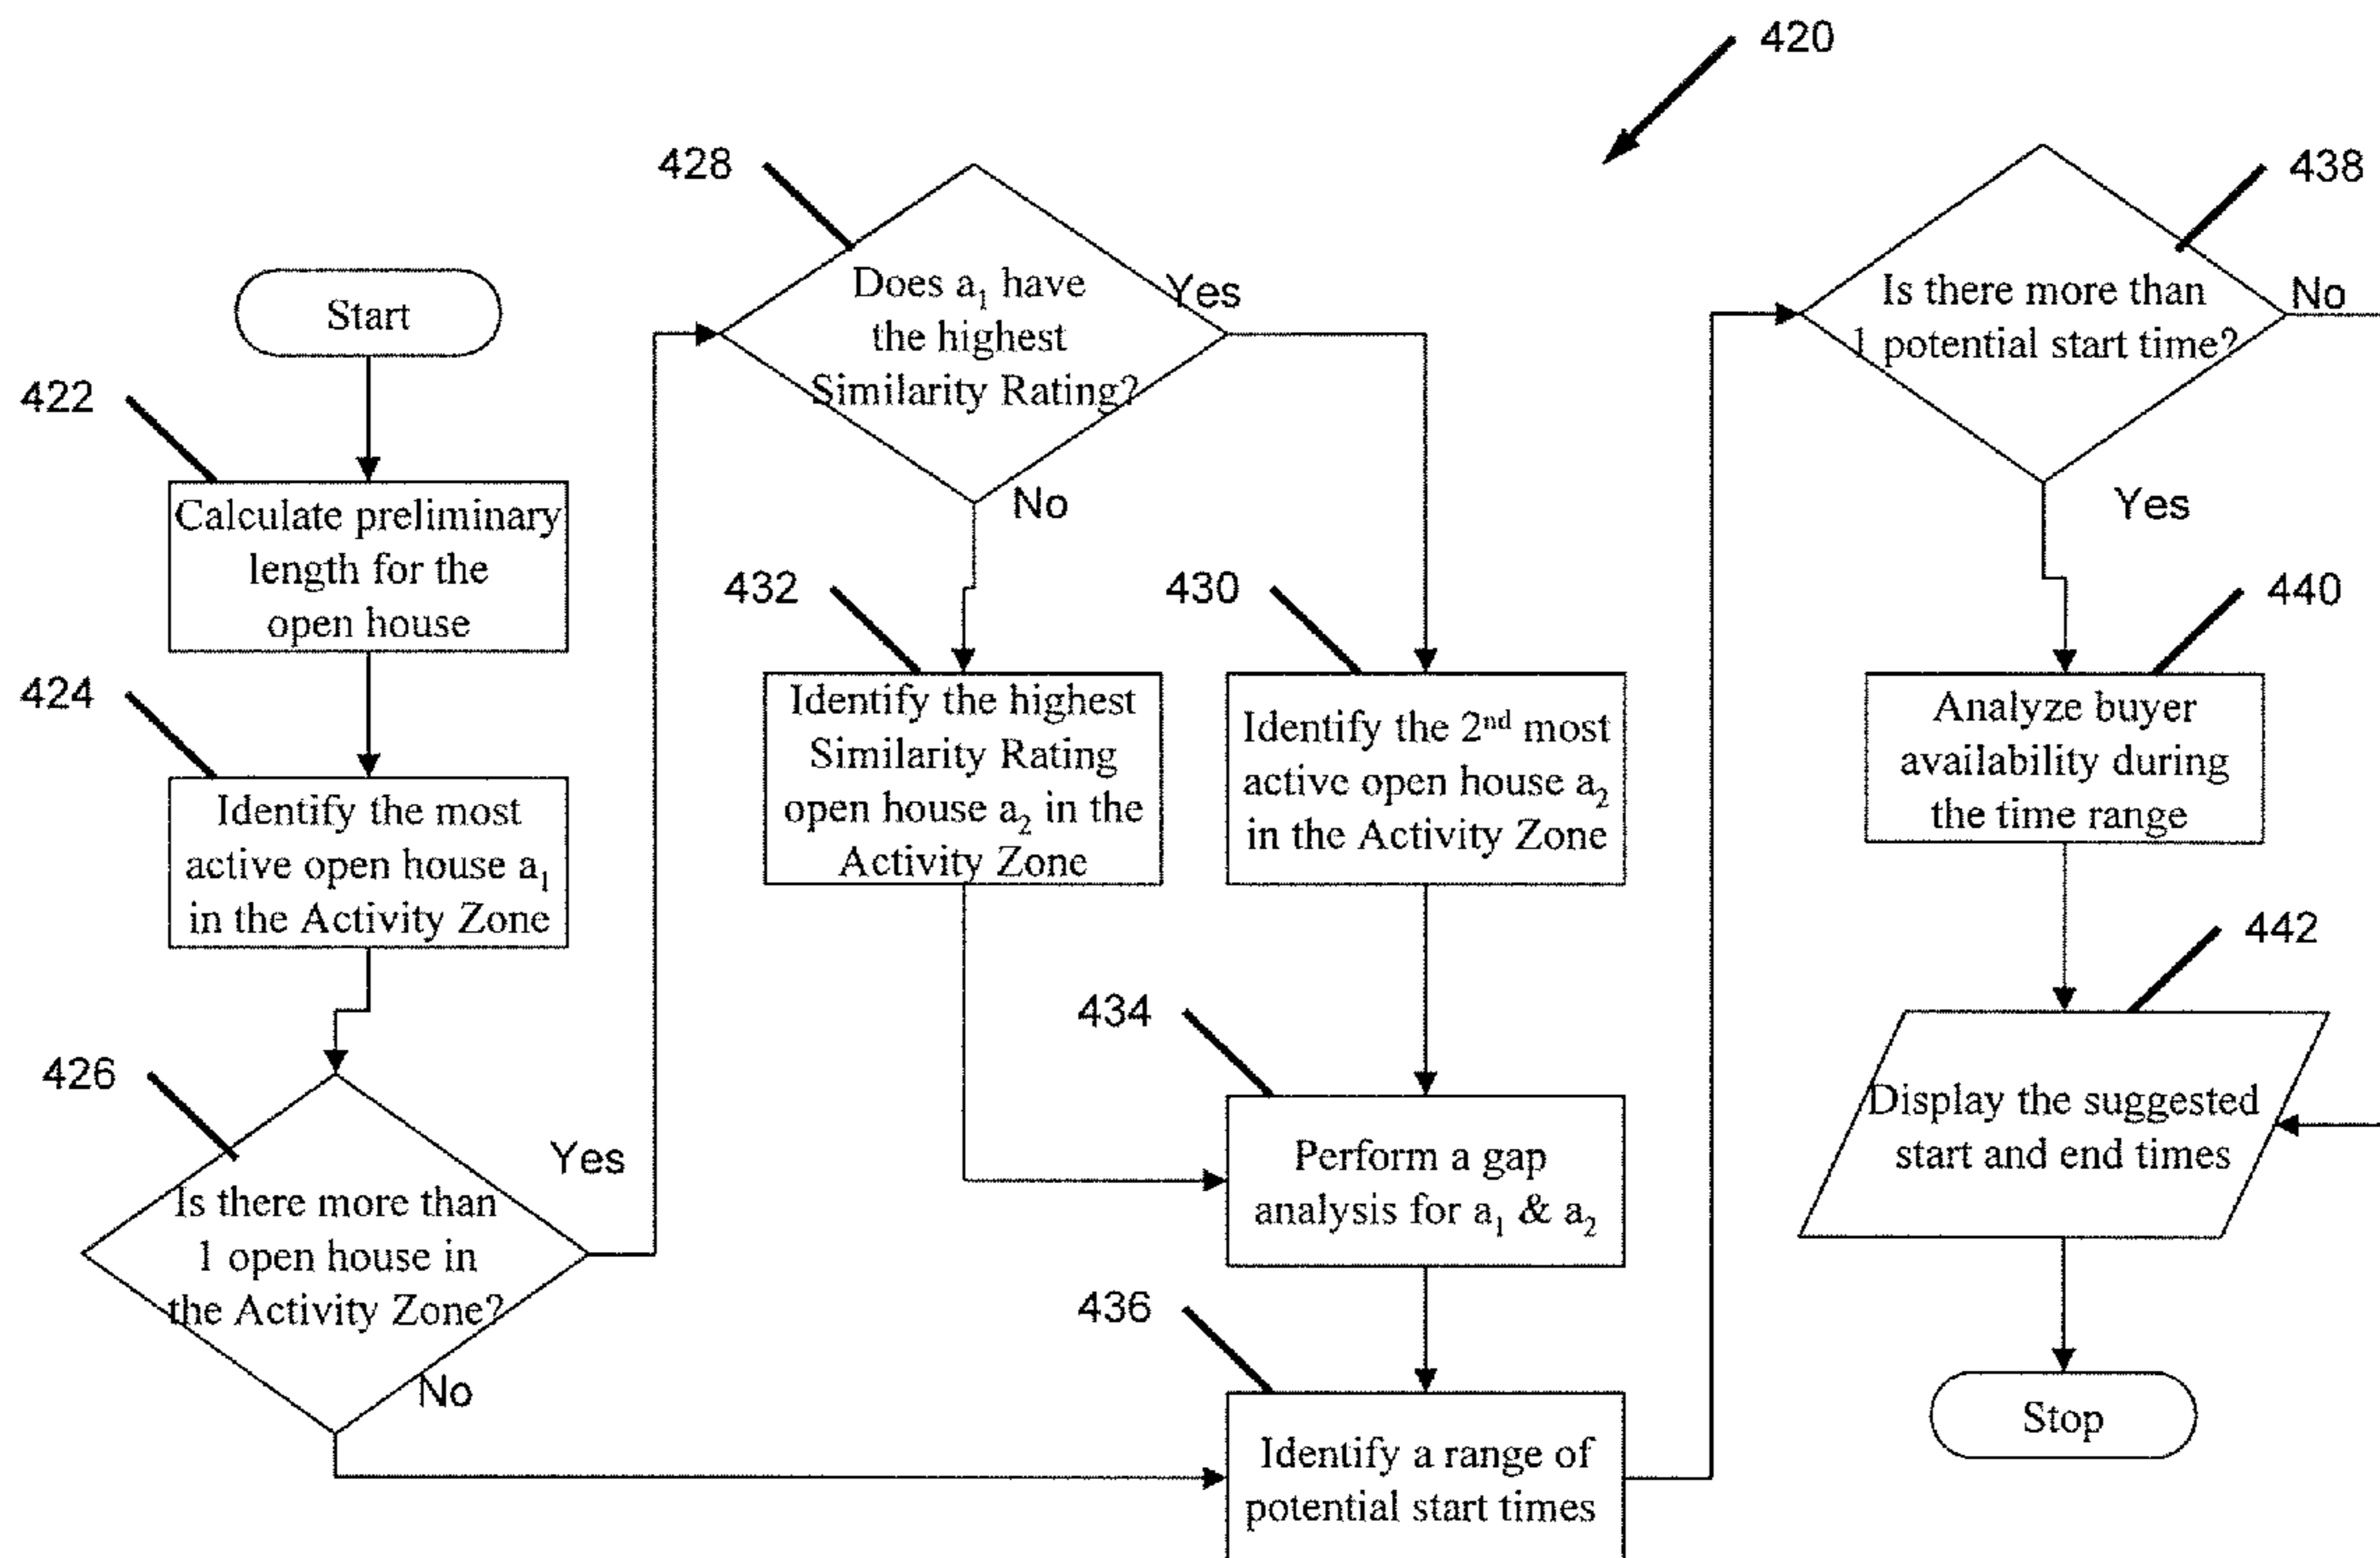 420
Start
422
Calculate preliminary
length for the
open house
424
Identify the most
active open house a₁
in the Activity Zone
426
Is there more than
1 open house in
the Activity Zone?
Yes
No
428
Does a₁ have
the highest
Similarity Rating?
Yes
No
432
Identify the highest
Similarity Rating
open house a₂ in the
Activity Zone
430
Identify the 2ⁿᵈ most
active open house a₂
in the Activity Zone
434
Perform a gap
analysis for a₁ & a₂
436
Identify a range of
potential start times
438
Is there more than
1 potential start time?
No
Yes
440
Analyze buyer
availability during
the time range
442
Display the suggested
start and end times
Stop